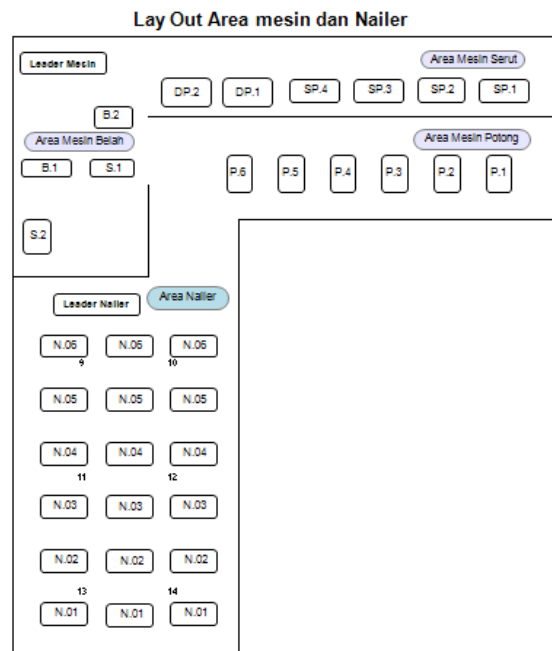 Lay Out Area mesin dan Nailer
Leader Mesin
Area Mesin Serut
DP.2 DP.1 SP.4 SP.3 SP.2 SP.1
B.2
Area Mesin Belah
Area Mesin Potong
B.1 S.1
P.6 P.5 P.4 P.3 P.2 P.1
S.2
Leader Nailer
Area Nailer
N.06 N.06 N.06
9 10
N.05 N.05 N.05
N.04 N.04 N.04
11 12
N.03 N.03 N.03
N.02 N.02 N.02
13 14
N.01 N.01 N.01